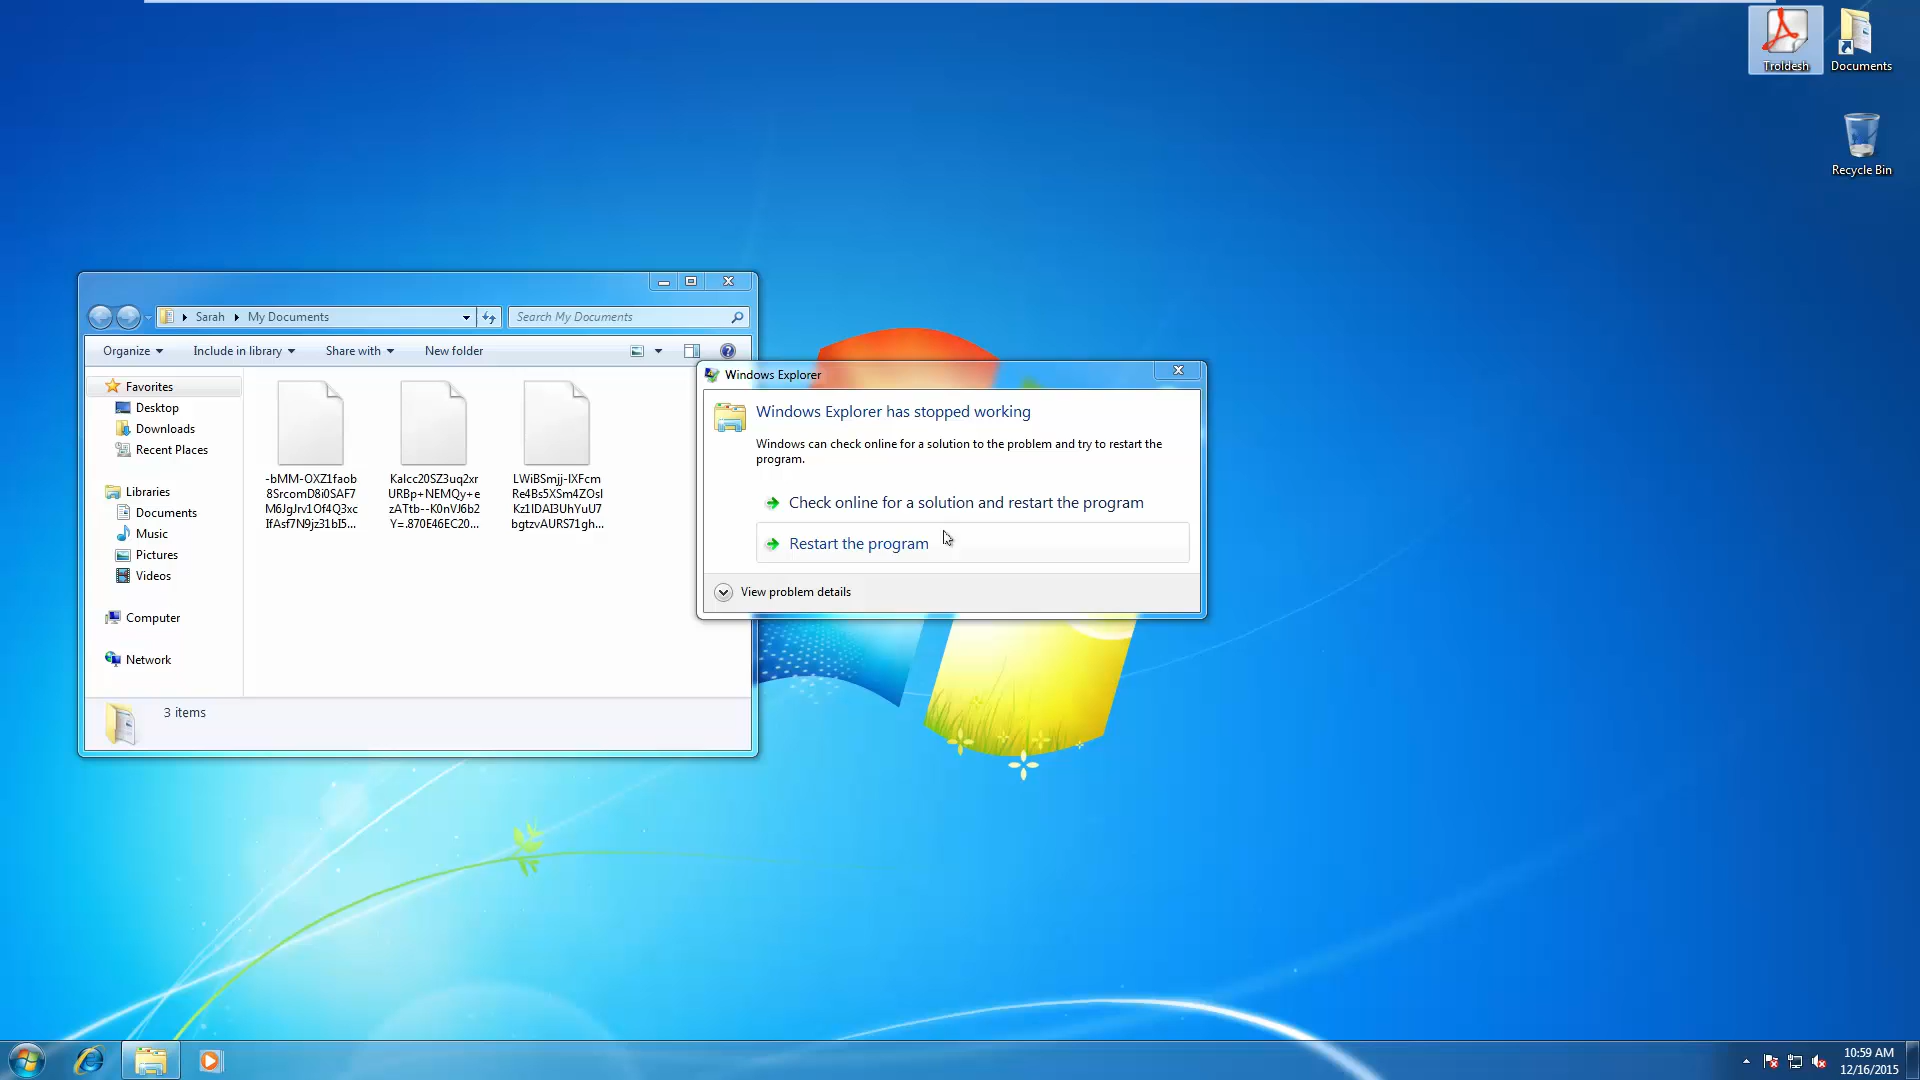 Troldesh
Documents
Recycle Bin
Sarah
My Documents
Search My Documents
Organize
Include in library
Share with
New folder
Favorites
Desktop
Downloads
Recent Places
Libraries
Documents
Music
Pictures
Videos
Computer
Network
-bMM-OXZ1faob
8SrcomD8i0SAF7
M6JgJrv1Of4Q3xc
IfAsf7N9jz31bI5...
Kalcc20SZ3uq2xr
URBp+NEMQy+e
zATtb--K0nVJ6b2
Y=.870E46EC20...
LWiBSmjj-IXFcm
Re4Bs5XSm4ZOsI
Kz1IDAI3UhYuU7
bgtzvAURS71gh...
3 items
Windows Explorer
Windows Explorer has stopped working
Windows can check online for a solution to the problem and try to restart the
program.
Check online for a solution and restart the program
Restart the program
View problem details
10:59 AM
12/16/2015